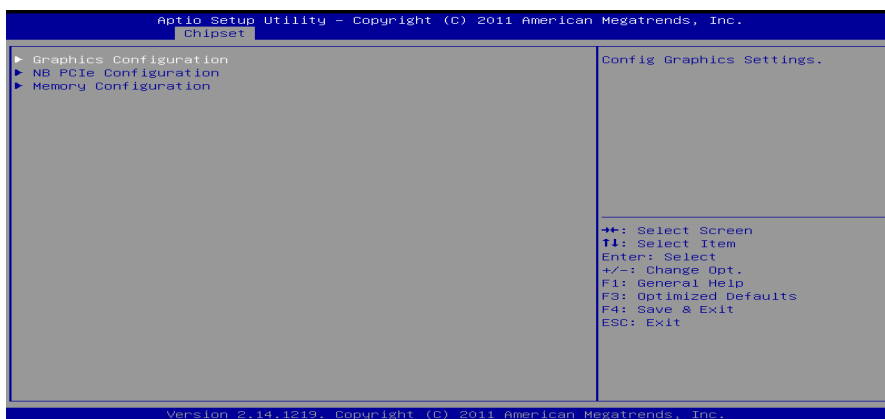 Aptio Setup Utility – Copyright (C) 2011 American Megatrends, Inc.
Chipset
► Graphics Configuration
► NB PCIe Configuration
► Memory Configuration
Config Graphics Settings.
→←: Select Screen
↑↓: Select Item
Enter: Select
+/-: Change Opt.
F1: General Help
F3: Optimized Defaults
F4: Save & Exit
ESC: Exit
Version 2.14.1219. Copyright (C) 2011 American Megatrends, Inc.